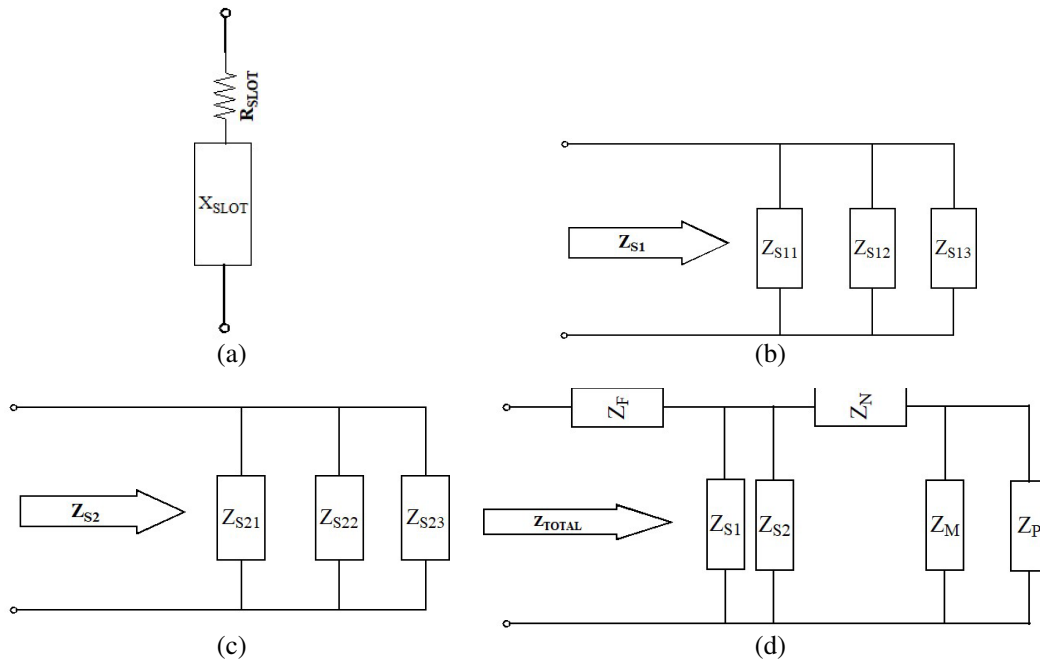 R_SLOT
X_SLOT
(a)
Z_S1
Z_S11
Z_S12
Z_S13
(b)
Z_S2
Z_S21
Z_S22
Z_S23
(c)
Z_F
Z_N
Z_TOTAL
Z_S1
Z_S2
Z_M
Z_P
(d)